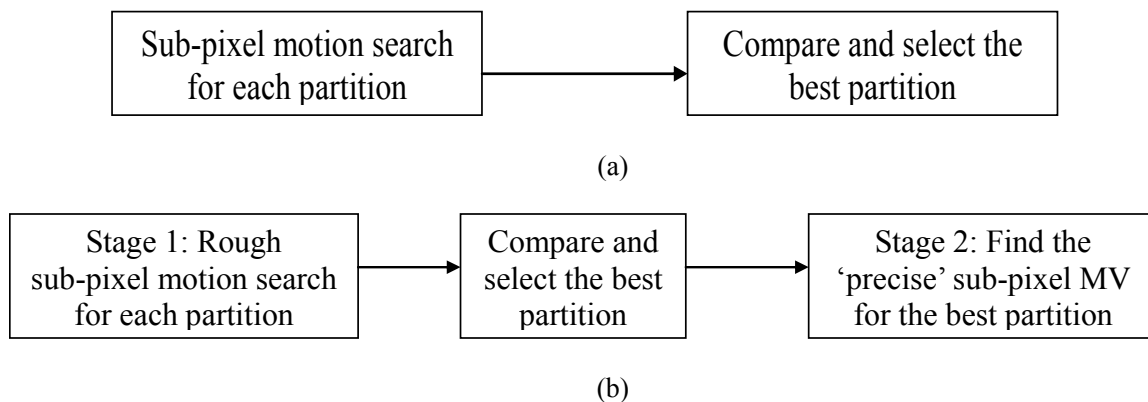 Sub-pixel motion search
for each partition
Compare and select the
best partition
(a)
Stage 1: Rough
sub-pixel motion search
for each partition
Compare and
select the best
partition
Stage 2: Find the
‘precise’ sub-pixel MV
for the best partition
(b)